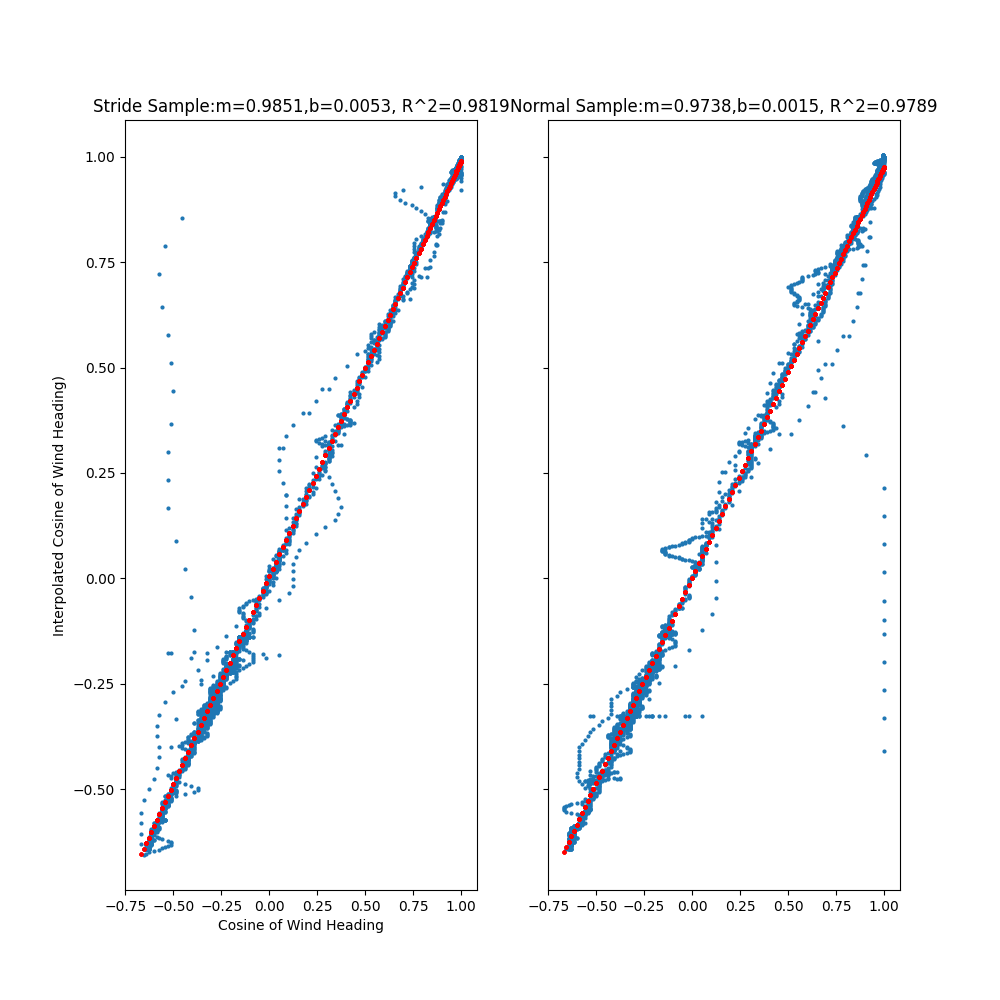 Stride Sample:m=0.9851,b=0.0053, R^2=0.9819
Normal Sample:m=0.9738,b=0.0015, R^2=0.9789
Interpolated Cosine of Wind Heading)
1.00
0.75
0.50
0.25
0.00
−0.25
−0.50
−0.75 −0.50 −0.25 0.00 0.25 0.50 0.75 1.00
−0.75 −0.50 −0.25 0.00 0.25 0.50 0.75 1.00
Cosine of Wind Heading